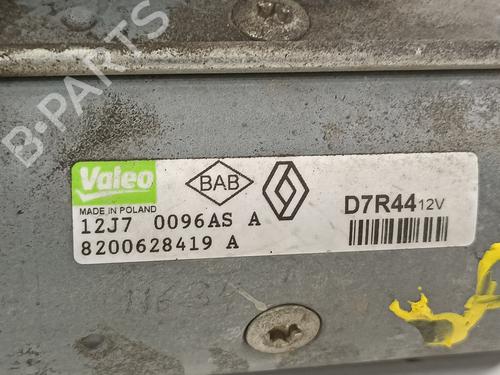 B-PARTS
Valeo
MADE IN POLAND
BAB
D7R44 12V
12J7 0096AS A
8200628419 A